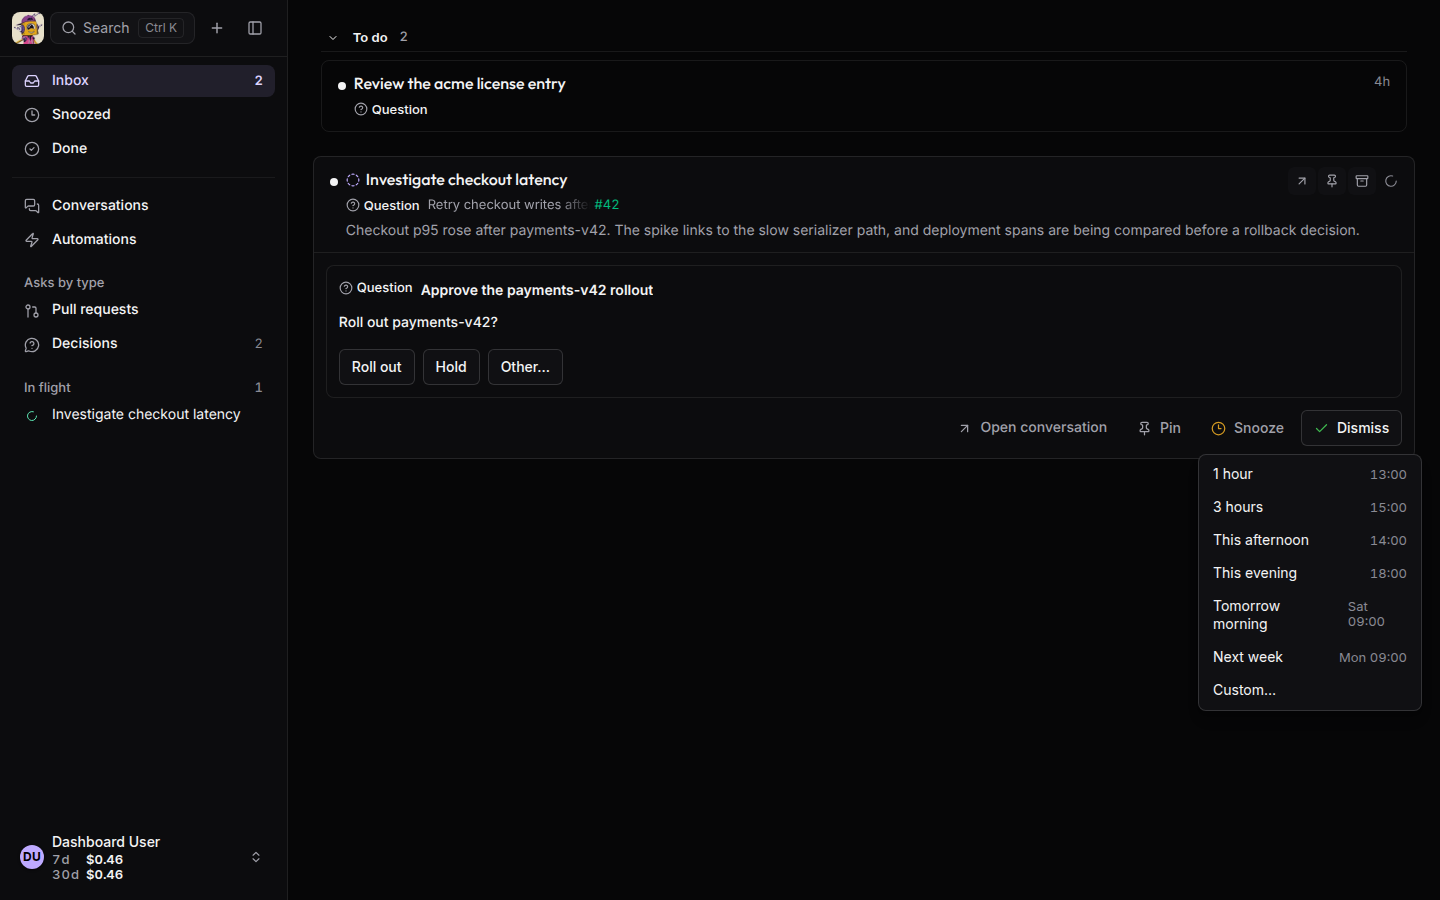 Search Ctrl K
Inbox 2
Snoozed
Done
Conversations
Automations
Asks by type
Pull requests
Decisions 2
In flight 1
Investigate checkout latency
Dashboard User
DU
7d $0.46
30d $0.46
To do 2
Review the acme license entry 4h
Question
Investigate checkout latency
Question Retry checkout writes afte #42
Checkout p95 rose after payments-v42. The spike links to the slow serializer path, and deployment spans are being compared before a rollback decision.
Question Approve the payments-v42 rollout
Roll out payments-v42?
Roll out Hold Other...
Open conversation Pin Snooze Dismiss
1 hour 13:00
3 hours 15:00
This afternoon 14:00
This evening 18:00
Tomorrow Sat
morning 09:00
Next week Mon 09:00
Custom...